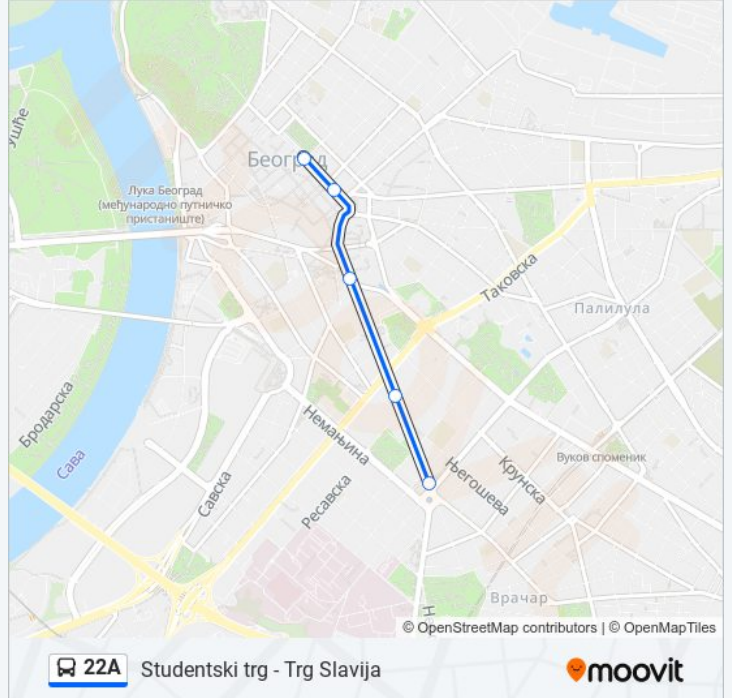 ушће
Београд
Лука Београд
(међународно путничко
пристаниште)
Таковска
Палилула
Бродарска
Сава
Немањина
Његошева
Крунска
Вуков споменик
Савска
Ресавска
Врачар
© OpenStreetMap contributors | © OpenMapTiles
22A
Studentski trg - Trg Slavija
moovit